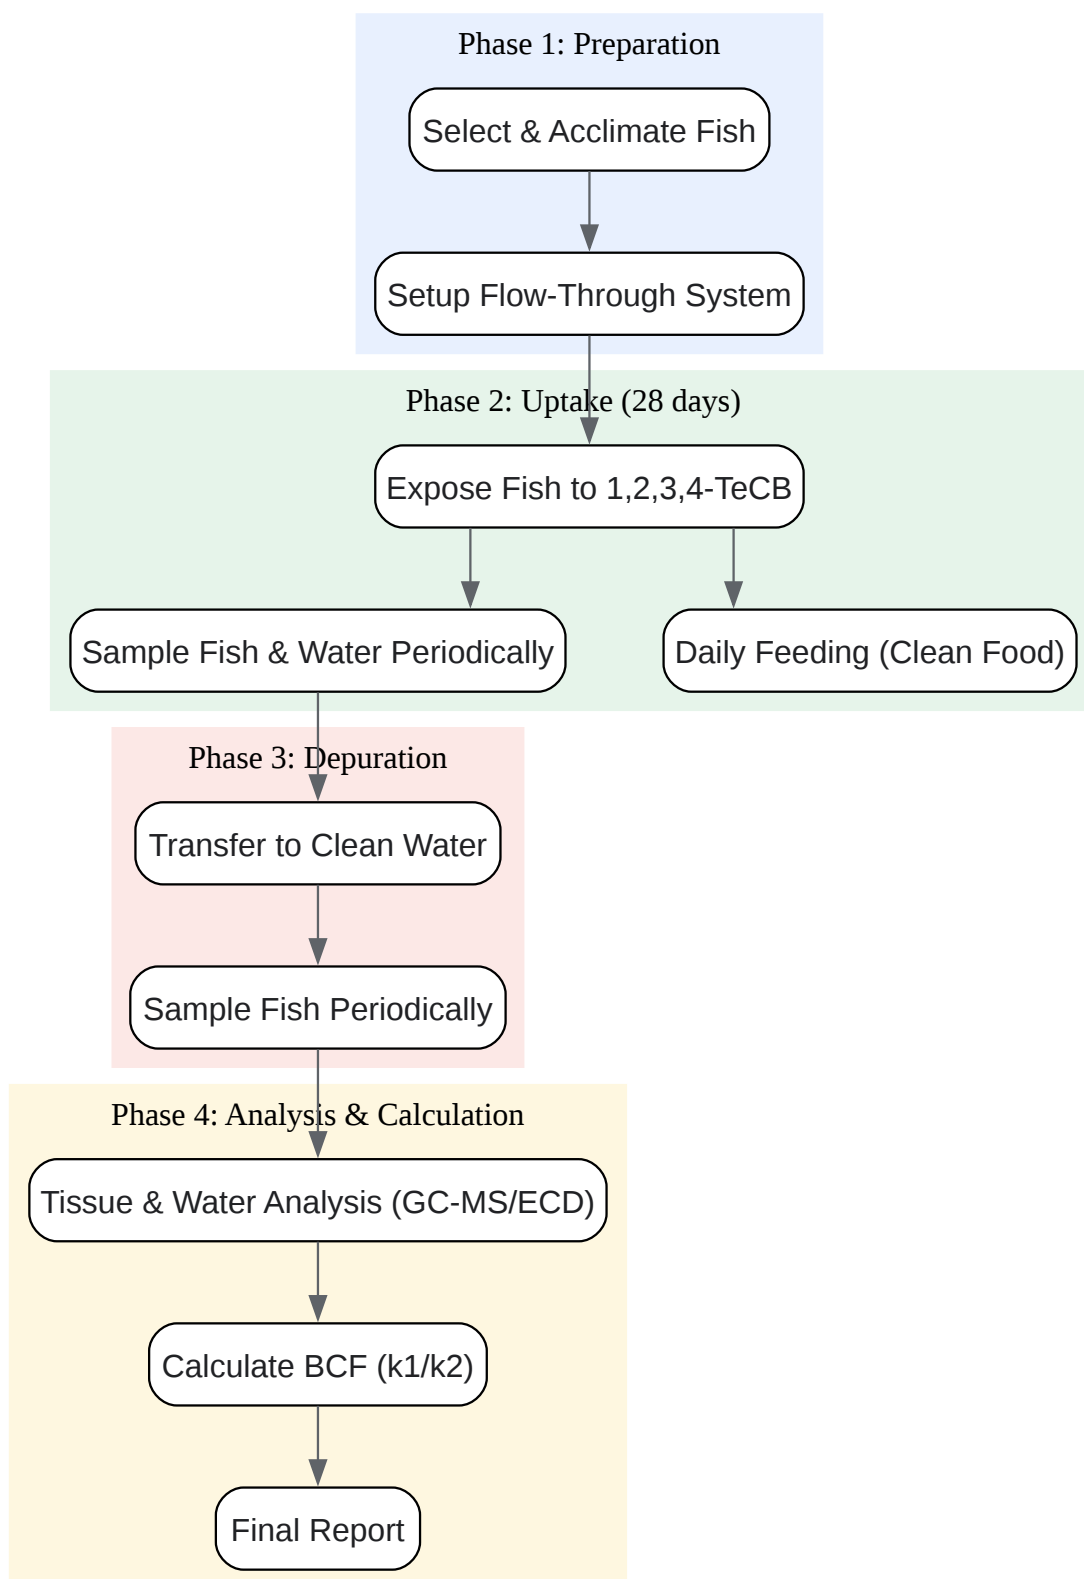 Phase 1: Preparation
Select & Acclimate Fish
Setup Flow-Through System
Phase 2: Uptake (28 days)
Expose Fish to 1,2,3,4-TeCB
Sample Fish & Water Periodically
Daily Feeding (Clean Food)
Phase 3: Depuration
Transfer to Clean Water
Sample Fish Periodically
Phase 4: Analysis & Calculation
Tissue & Water Analysis (GC-MS/ECD)
Calculate BCF (k1/k2)
Final Report